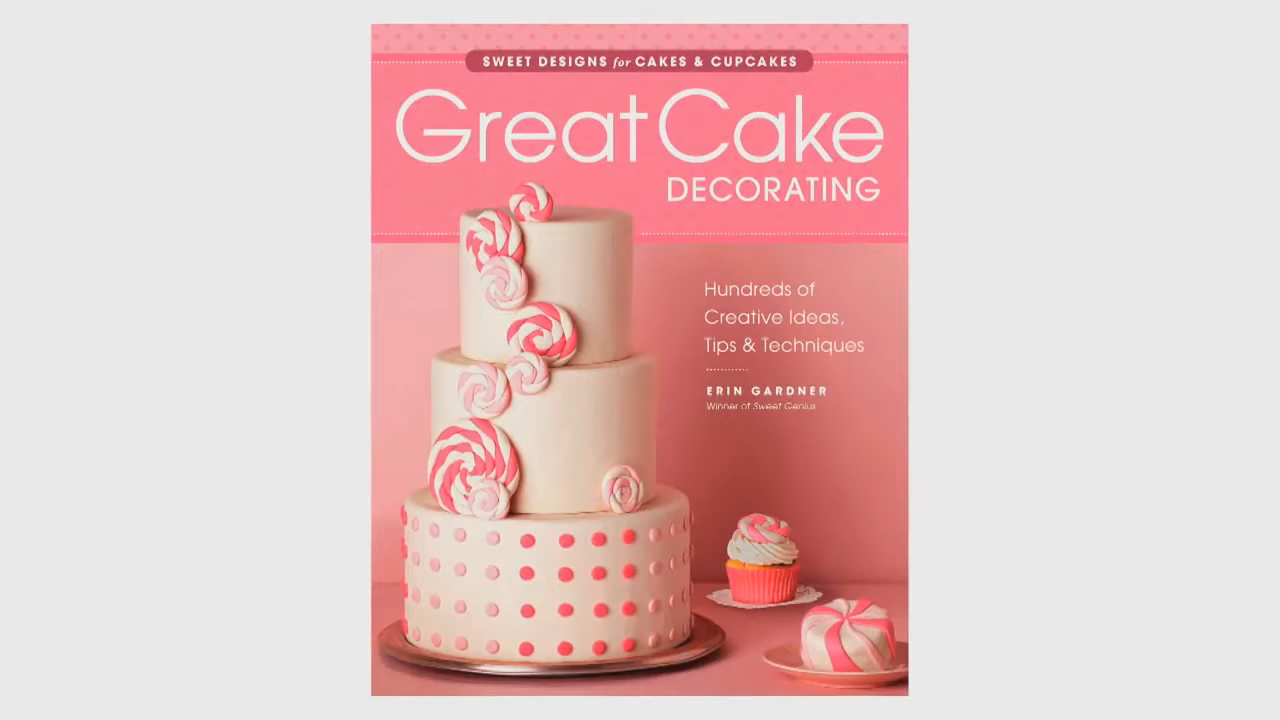 SWEET DESIGNS for CAKES & CUPCAKES
Great Cake
DECORATING
Hundreds of
Creative Ideas,
Tips & Techniques
ERIN GARDNER
Winner of Sweet Genius